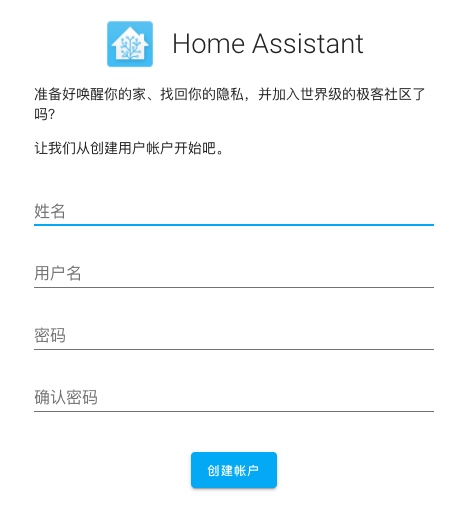 Home Assistant
准备好唤醒你的家、找回你的隐私，并加入世界级的极客社区了
吗？
让我们从创建用户帐户开始吧。
姓名
用户名
密码
确认密码
创建帐户